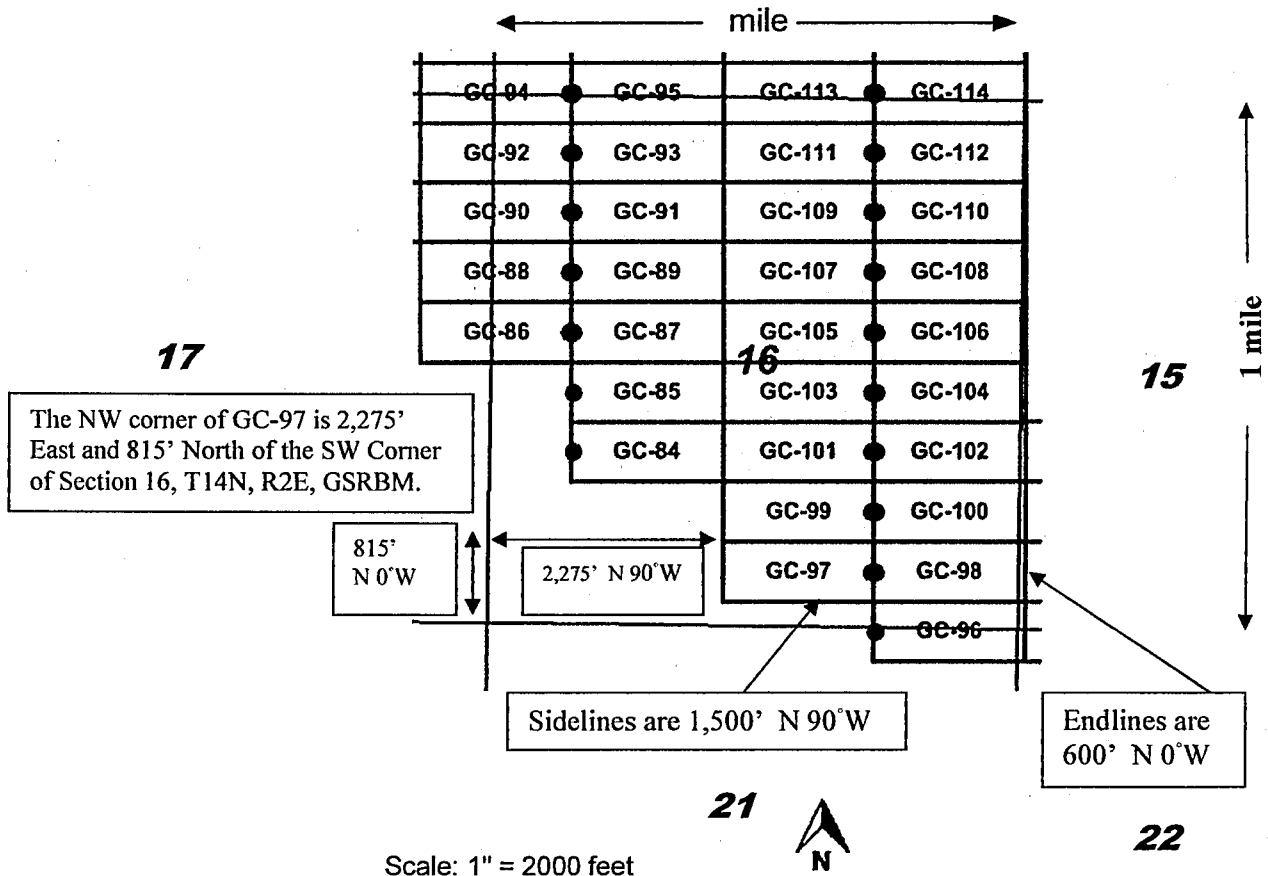 mile
GC-94 GC-95 GC-113 GC-114
GC-92 GC-93 GC-111 GC-112
GC-90 GC-91 GC-109 GC-110
GC-88 GC-89 GC-107 GC-108
GC-86 GC-87 GC-105 GC-106
17 16 15
1 mile
GC-85 GC-103 GC-104
The NW corner of GC-97 is 2,275'
East and 815' North of the SW Corner
of Section 16, T14N, R2E, GSRBM.
GC-84 GC-101 GC-102
GC-99 GC-100
815'
N 0°W
2,275' N 90°W
GC-97 GC-98
GC-96
Sidelines are 1,500' N 90°W
Endlines are
600' N 0°W
21
22
N
Scale: 1" = 2000 feet